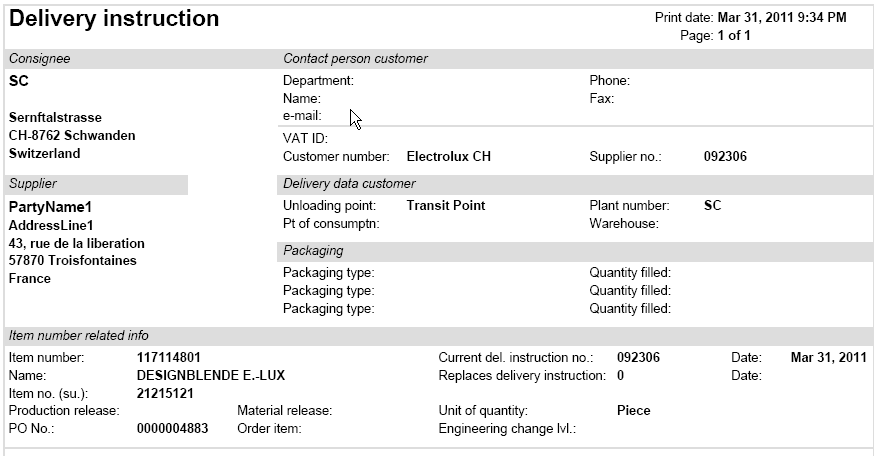 Delivery instruction
Print date: Mar 31, 2011 9:34 PM
Page: 1 of 1
Consignee
SC
Sernftalstrasse
CH-8762 Schwanden
Switzerland
Contact person customer
Department: Phone:
Name: Fax:
e-mail:
VAT ID:
Customer number: Electrolux CH Supplier no.: 092306
Supplier
PartyName1
AddressLine1
43, rue de la liberation
57870 Troisfontaines
France
Delivery data customer
Unloading point: Transit Point Plant number: SC
Pt of consumptn: Warehouse:
Packaging
Packaging type: Quantity filled:
Packaging type: Quantity filled:
Packaging type: Quantity filled:
Item number related info
Item number: 117114801 Current del. instruction no.: 092306 Date: Mar 31, 2011
Name: DESIGNBLENDE E.-LUX Replaces delivery instruction: 0 Date:
Item no. (su.): 21215121
Production release: Material release: Unit of quantity: Piece
PO No.: 0000004883 Order item: Engineering change lvl.: